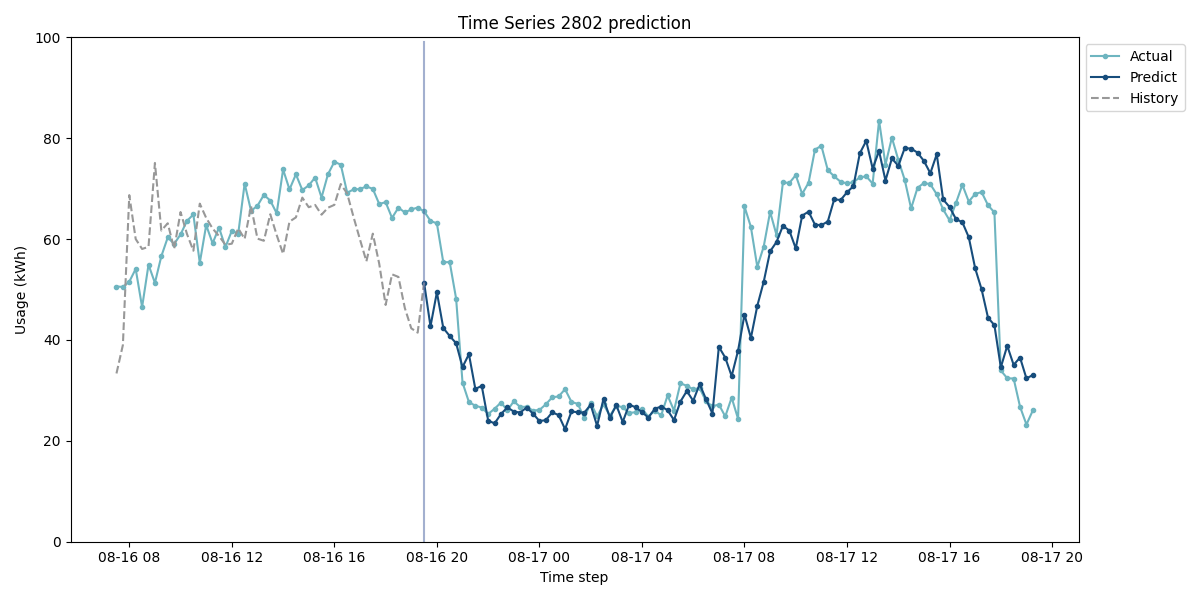 Time Series 2802 prediction
Usage (kWh)
100
80
60
40
20
0
Actual
Predict
History
08-16 08
08-16 12
08-16 16
08-16 20
08-17 00
08-17 04
08-17 08
08-17 12
08-17 16
08-17 20
Time step